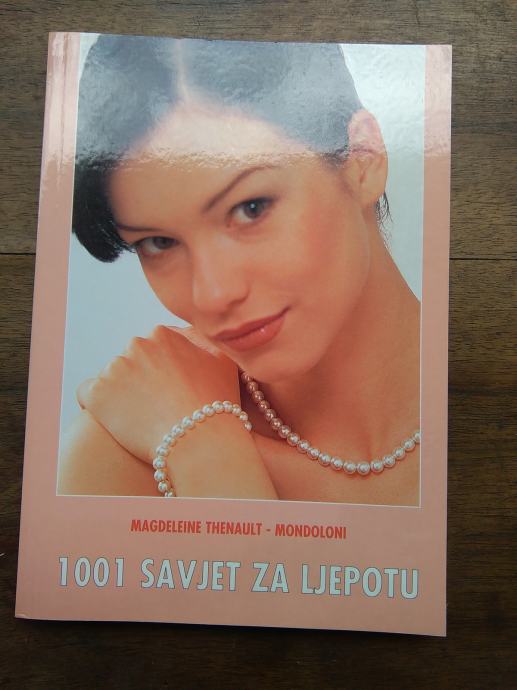 MAGDELEINE THENAULT - MONDOLONI
1001 SAVJET ZA LJEPOTU